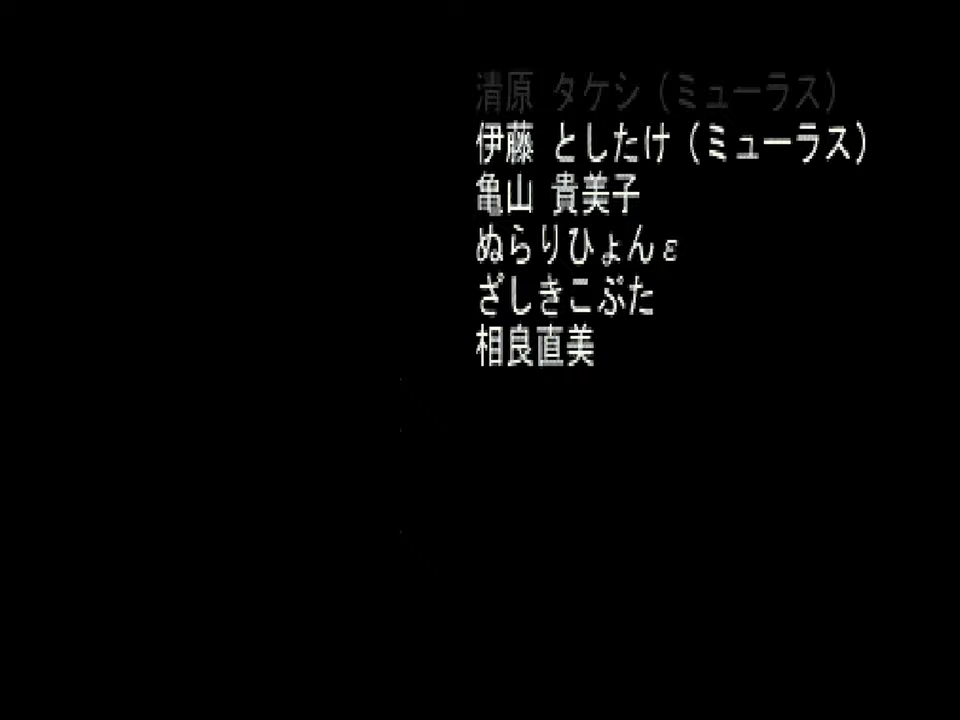 清原 タケシ（ミューラス）
伊藤 としたけ（ミューラス）
亀山 貴美子
ぬらりひょんε
ざしきこぶた
相良直美